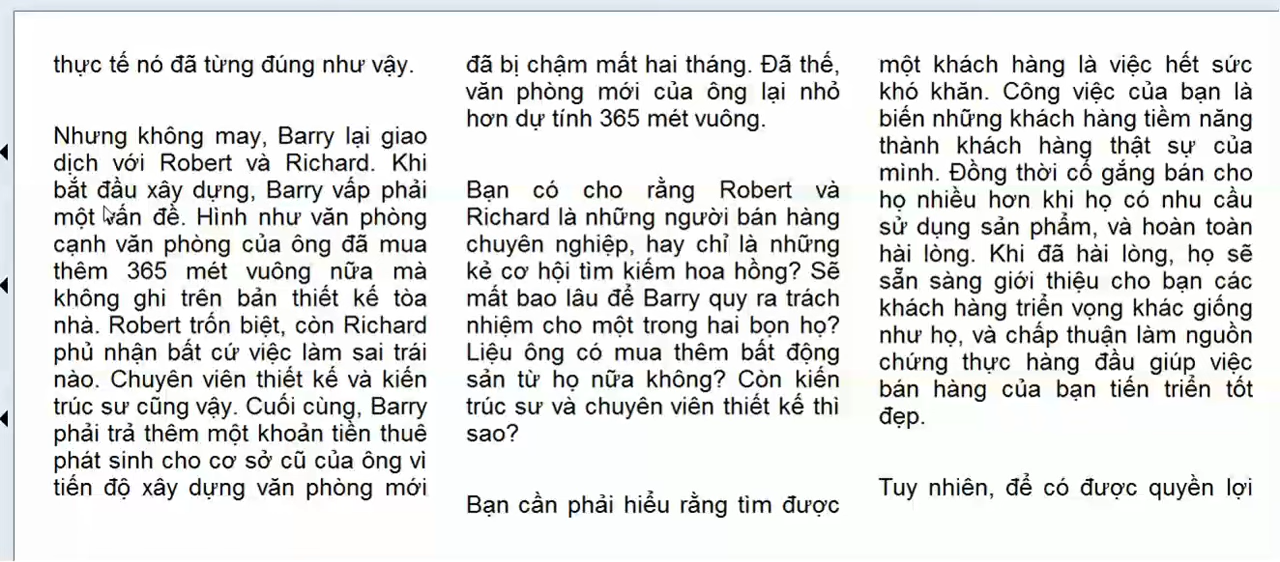 thực tế nó đã từng đúng như vậy.
Nhưng không may, Barry lại giao
dịch với Robert và Richard. Khi
bắt đầu xây dựng, Barry vấp phải
một vấn đề. Hình như văn phòng
cạnh văn phòng của ông đã mua
thêm 365 mét vuông nữa mà
không ghi trên bản thiết kế tòa
nhà. Robert trốn biệt, còn Richard
phủ nhận bất cứ việc làm sai trái
nào. Chuyên viên thiết kế và kiến
trúc sư cũng vậy. Cuối cùng, Barry
phải trả thêm một khoản tiền thuê
phát sinh cho cơ sở cũ của ông vì
tiến độ xây dựng văn phòng mới
đã bị chậm mất hai tháng. Đã thế,
văn phòng mới của ông lại nhỏ
hơn dự tính 365 mét vuông.
Bạn có cho rằng Robert và
Richard là những người bán hàng
chuyên nghiệp, hay chỉ là những
kẻ cơ hội tìm kiếm hoa hồng? Sẽ
mất bao lâu để Barry quy ra trách
nhiệm cho một trong hai bọn họ?
Liệu ông có mua thêm bất động
sản từ họ nữa không? Còn kiến
trúc sư và chuyên viên thiết kế thì
sao?
Bạn cần phải hiểu rằng tìm được
một khách hàng là việc hết sức
khó khăn. Công việc của bạn là
biến những khách hàng tiềm năng
thành khách hàng thật sự của
mình. Đồng thời cố gắng bán cho
họ nhiều hơn khi họ có nhu cầu
sử dụng sản phẩm, và hoàn toàn
hài lòng. Khi đã hài lòng, họ sẽ
sẵn sàng giới thiệu cho bạn các
khách hàng triển vọng khác giống
như họ, và chấp thuận làm nguồn
chứng thực hàng đầu giúp việc
bán hàng của bạn tiến triển tốt
đẹp.
Tuy nhiên, để có được quyền lợi